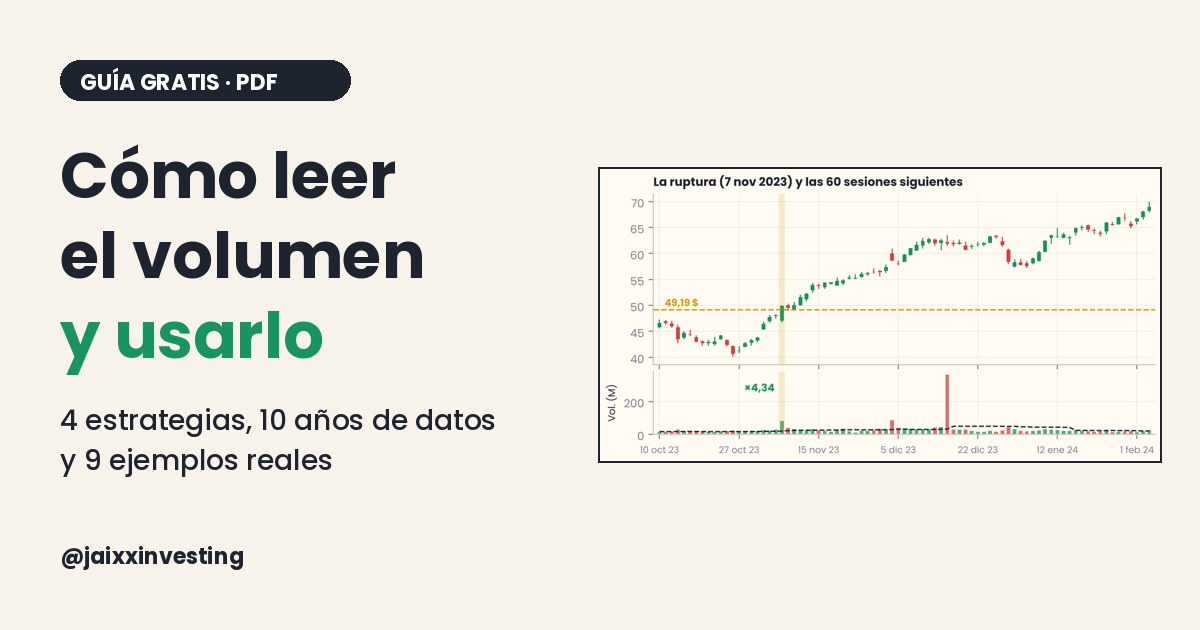 GUÍA GRATIS · PDF
Cómo leer
el volumen
y usarlo
4 estrategias, 10 años de datos
y 9 ejemplos reales
@jaixxinvesting
La ruptura (7 nov 2023) y las 60 sesiones siguientes
70
65
60
55
50
45
40
49,19 $
Vol. (M)
200
0
×4,34
10 oct 23 27 oct 23 15 nov 23 5 dic 23 22 dic 23 12 ene 24 1 feb 24